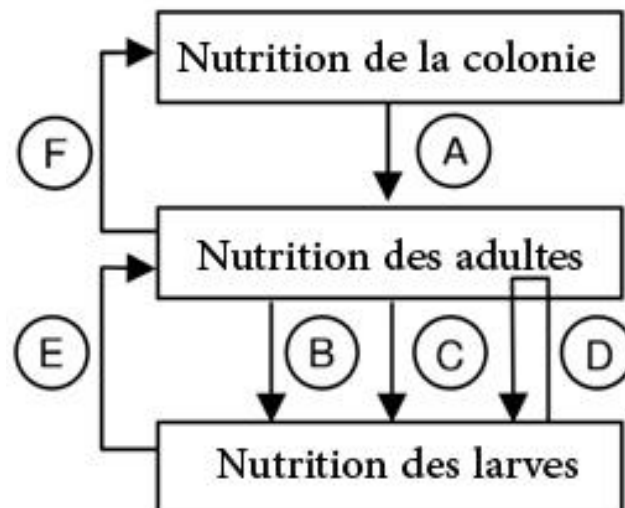 Nutrition de la colonie
F
A
Nutrition des adultes
E
B
C
D
Nutrition des larves